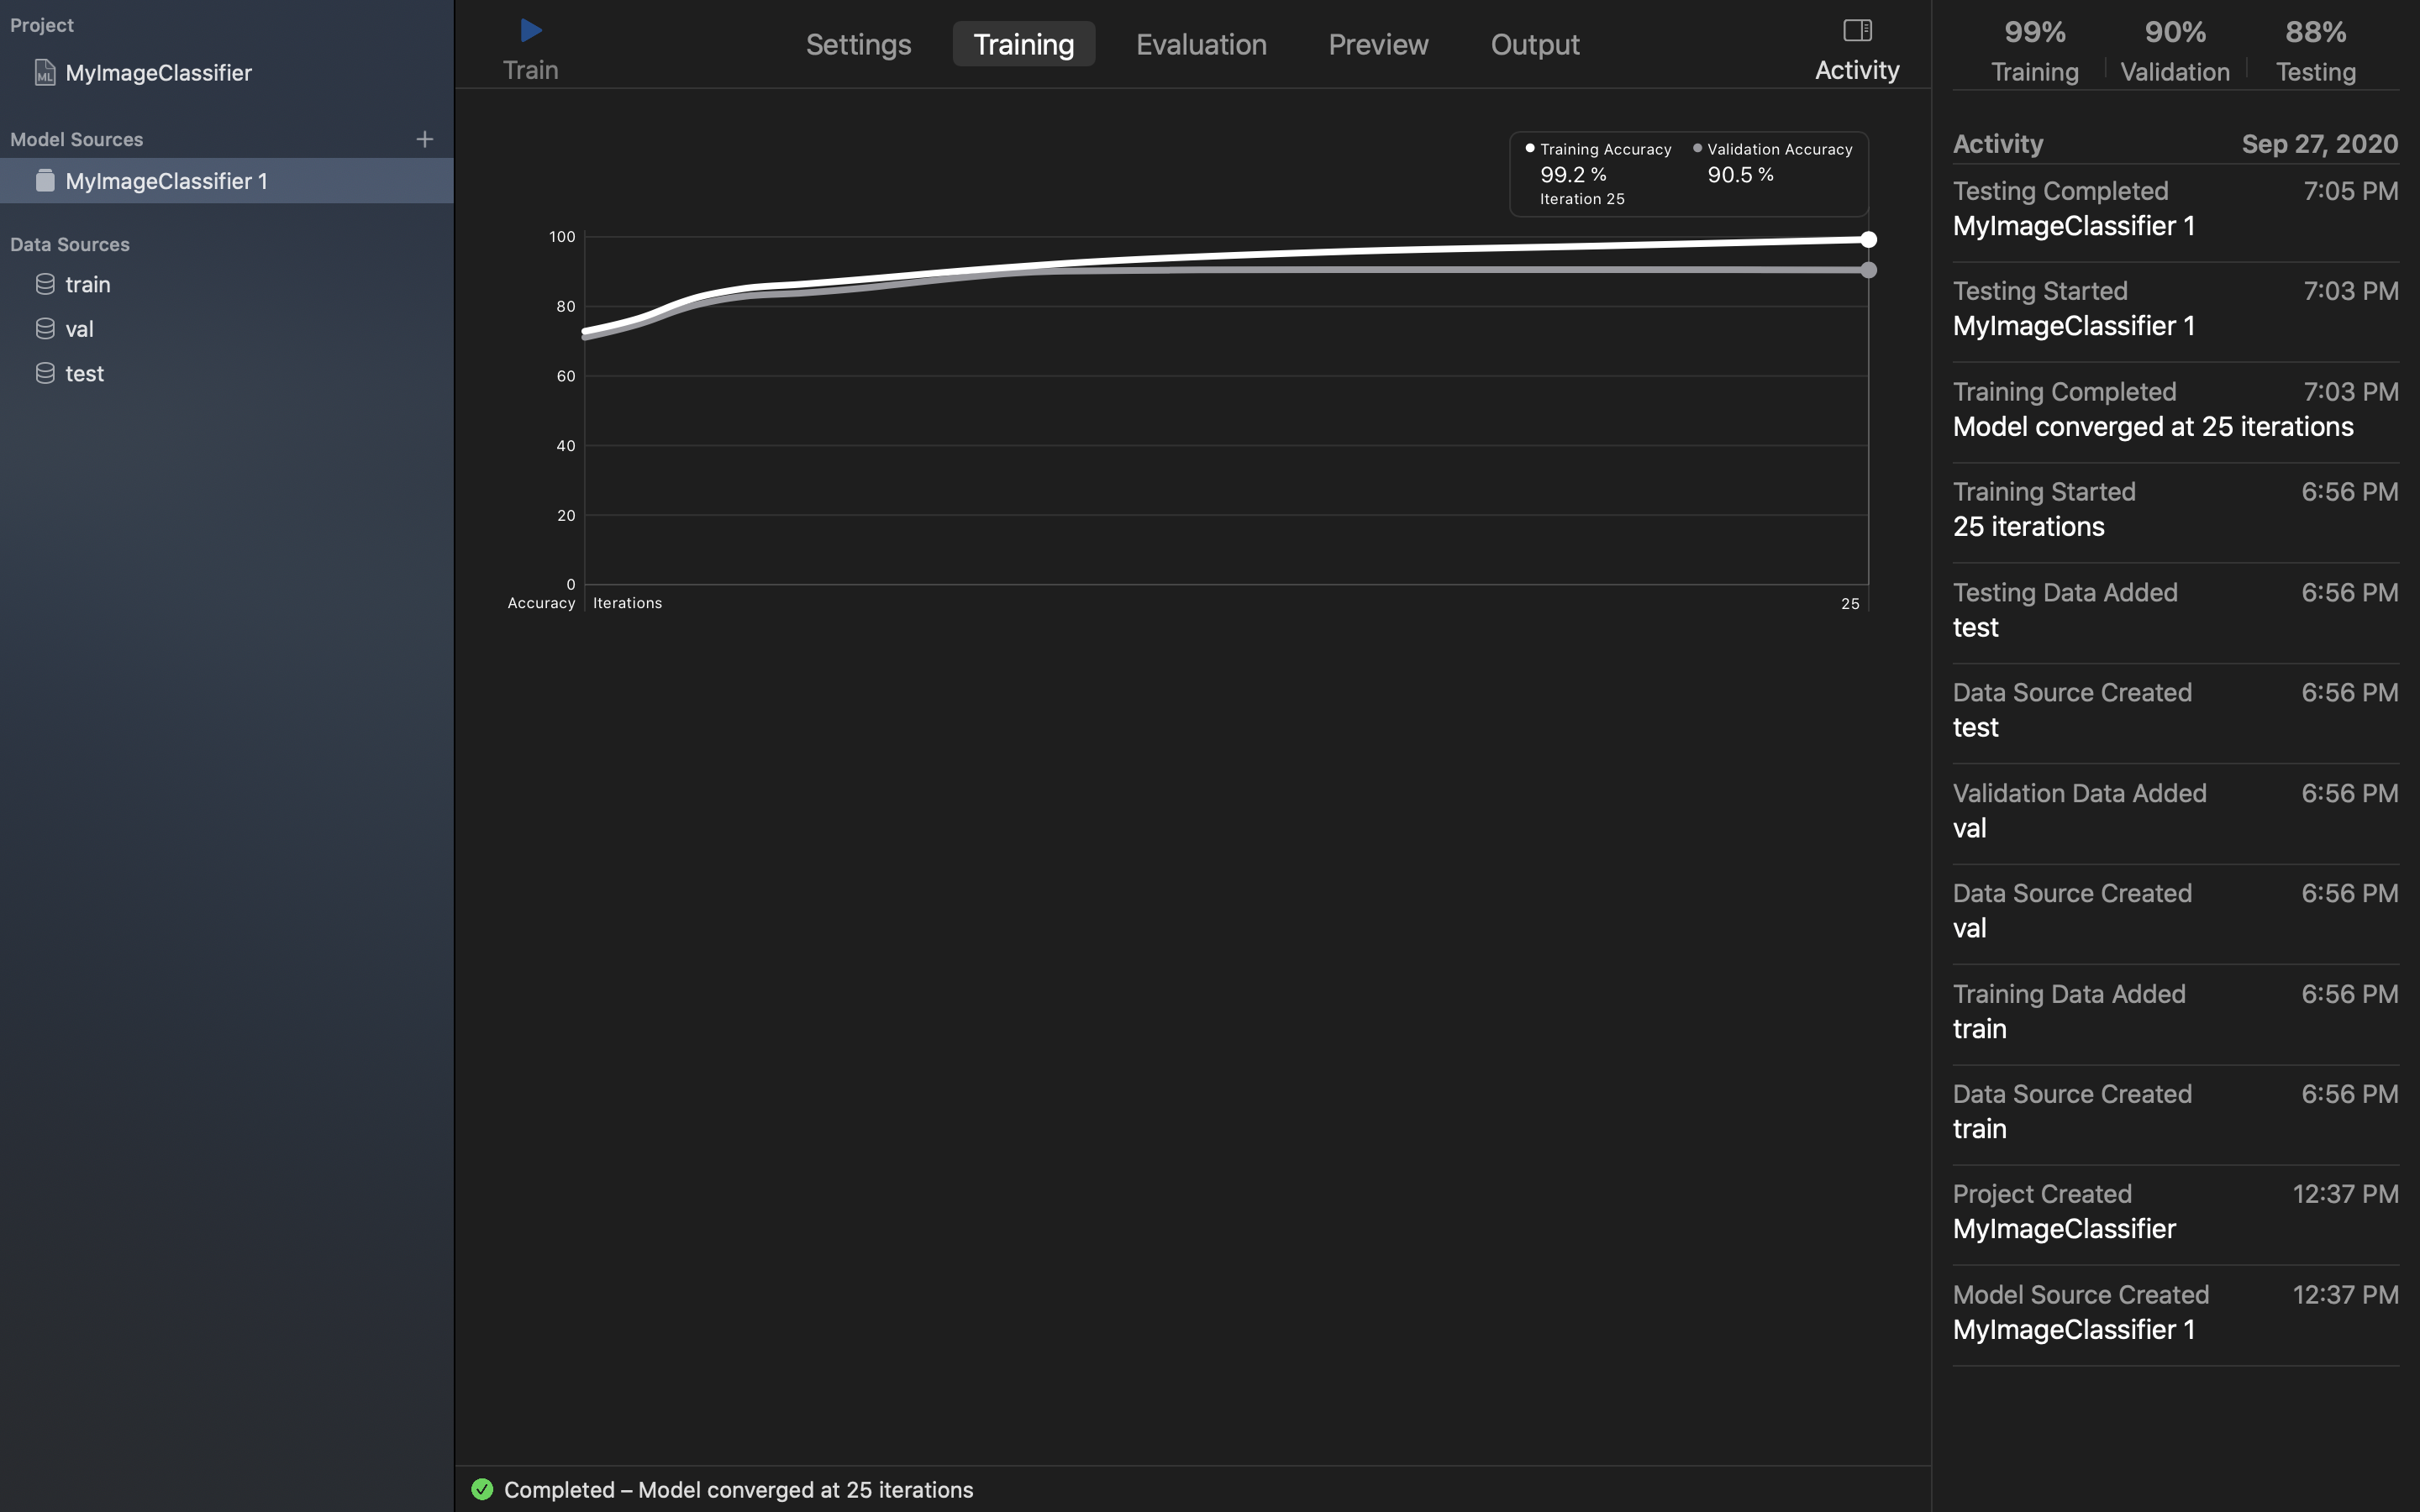 Project
MyImageClassifier
Model Sources
MyImageClassifier 1
Data Sources
train
val
test
Train
Settings
Training
Evaluation
Preview
Output
Activity
Training Accuracy
99.2 %
Iteration 25
Validation Accuracy
90.5 %
100
80
60
40
20
0
Accuracy
Iterations
25
Completed – Model converged at 25 iterations
99%
Training
90%
Validation
88%
Testing
Activity Sep 27, 2020
Testing Completed 7:05 PM
MyImageClassifier 1
Testing Started 7:03 PM
MyImageClassifier 1
Training Completed 7:03 PM
Model converged at 25 iterations
Training Started 6:56 PM
25 iterations
Testing Data Added 6:56 PM
test
Data Source Created 6:56 PM
test
Validation Data Added 6:56 PM
val
Data Source Created 6:56 PM
val
Training Data Added 6:56 PM
train
Data Source Created 6:56 PM
train
Project Created 12:37 PM
MyImageClassifier
Model Source Created 12:37 PM
MyImageClassifier 1